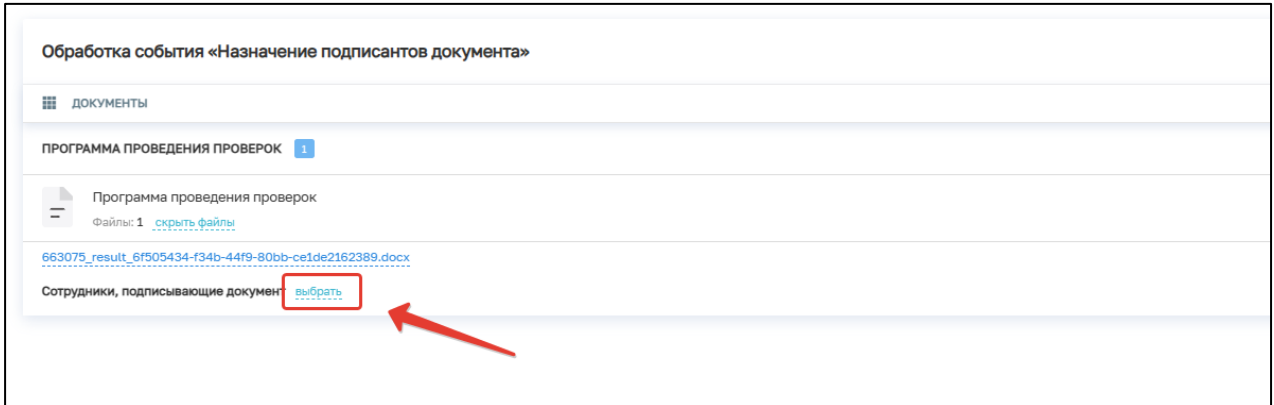 Обработка события «Назначение подписантов документа»
ДОКУМЕНТЫ
ПРОГРАММА ПРОВЕДЕНИЯ ПРОВЕРОК 1
Программа проведения проверок
Файлы: 1 скрыть файлы
663075_result_6f505434-f34b-44f9-80bb-ce1de2162389.docx
Сотрудники, подписывающие документ выбрать